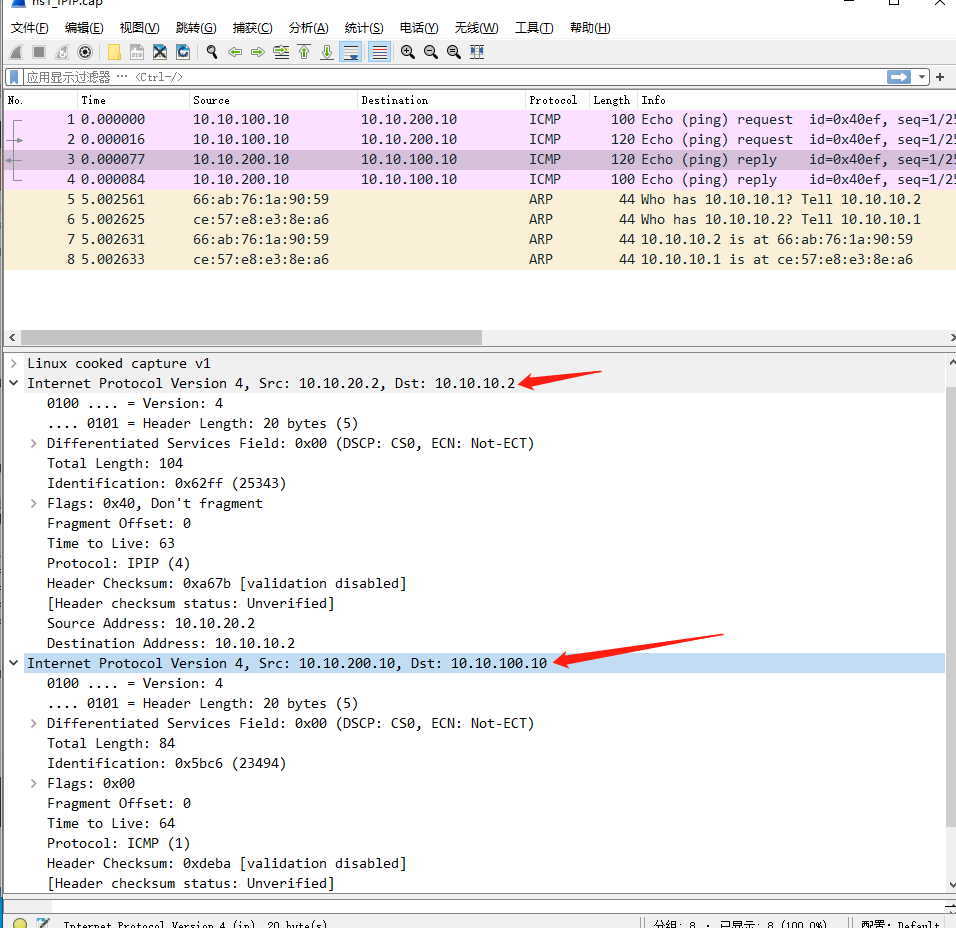 ns1_IPIP.cap
文件(F) 编辑(E) 视图(V) 跳转(G) 捕获(C) 分析(A) 统计(S) 电话(Y) 无线(W) 工具(T) 帮助(H)
应用显示过滤器 … <Ctrl-/>
No. Time Source Destination Protocol Length Info
1 0.000000 10.10.100.10 10.10.200.10 ICMP 100 Echo (ping) request id=0x40ef, seq=1/25
2 0.000016 10.10.100.10 10.10.200.10 ICMP 120 Echo (ping) request id=0x40ef, seq=1/25
3 0.000077 10.10.200.10 10.10.100.10 ICMP 120 Echo (ping) reply id=0x40ef, seq=1/25
4 0.000084 10.10.200.10 10.10.100.10 ICMP 100 Echo (ping) reply id=0x40ef, seq=1/25
5 5.002561 66:ab:76:1a:90:59 ARP 44 Who has 10.10.10.1? Tell 10.10.10.2
6 5.002625 ce:57:e8:e3:8e:a6 ARP 44 Who has 10.10.10.2? Tell 10.10.10.1
7 5.002631 66:ab:76:1a:90:59 ARP 44 10.10.10.2 is at 66:ab:76:1a:90:59
8 5.002633 ce:57:e8:e3:8e:a6 ARP 44 10.10.10.1 is at ce:57:e8:e3:8e:a6
Linux cooked capture v1
Internet Protocol Version 4, Src: 10.10.20.2, Dst: 10.10.10.2
0100 .... = Version: 4
.... 0101 = Header Length: 20 bytes (5)
Differentiated Services Field: 0x00 (DSCP: CS0, ECN: Not-ECT)
Total Length: 104
Identification: 0x62ff (25343)
Flags: 0x40, Don't fragment
Fragment Offset: 0
Time to Live: 63
Protocol: IPIP (4)
Header Checksum: 0xa67b [validation disabled]
[Header checksum status: Unverified]
Source Address: 10.10.20.2
Destination Address: 10.10.10.2
Internet Protocol Version 4, Src: 10.10.200.10, Dst: 10.10.100.10
0100 .... = Version: 4
.... 0101 = Header Length: 20 bytes (5)
Differentiated Services Field: 0x00 (DSCP: CS0, ECN: Not-ECT)
Total Length: 84
Identification: 0x5bc6 (23494)
Flags: 0x00
Fragment Offset: 0
Time to Live: 64
Protocol: ICMP (1)
Header Checksum: 0xdeba [validation disabled]
[Header checksum status: Unverified]
Internet Protocol Version 4 (ip), 20 byte(s) 分组: 8 · 已显示: 8 (100.0%) 配置: Default